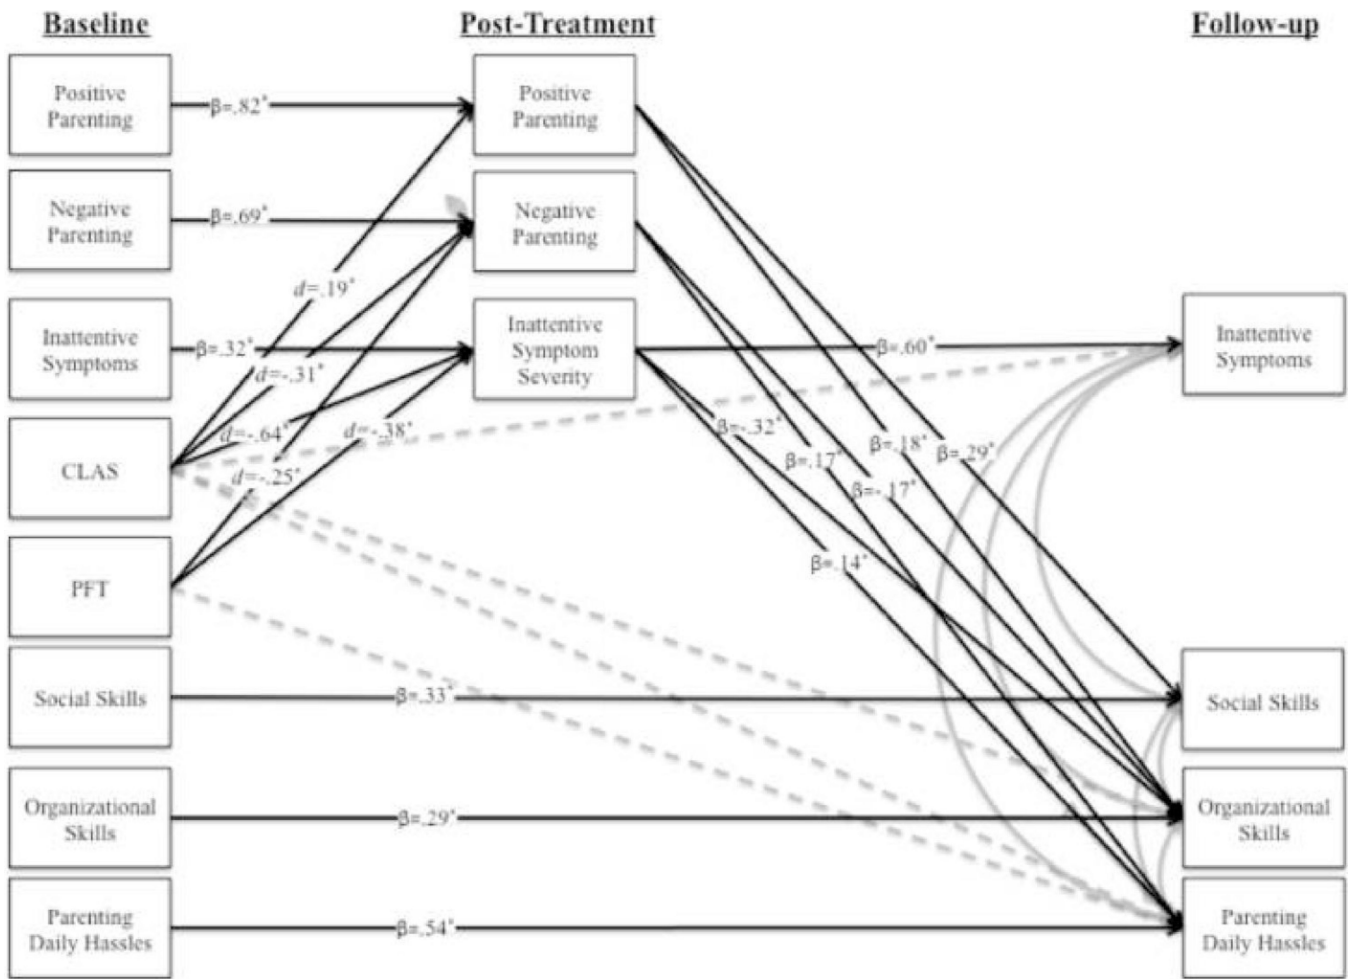 Baseline
Post-Treatment
Follow-up
Positive
Parenting
β=.82*
Positive
Parenting
Negative
Parenting
β=.69*
Negative
Parenting
d=.19*
Inattentive
Symptoms
β=.32*
Inattentive
Symptom
Severity
β=.60*
Inattentive
Symptoms
d=-.31*
d=-.64*
d=-.38*
β=-.32*
β=.18*
β=.29*
CLAS
d=-.25*
β=.17*
β=-.17*
β=.14*
PFT
Social Skills
β=.33*
Social Skills
Organizational
Skills
β=.29*
Organizational
Skills
Parenting
Daily Hassles
β=.54*
Parenting
Daily Hassles